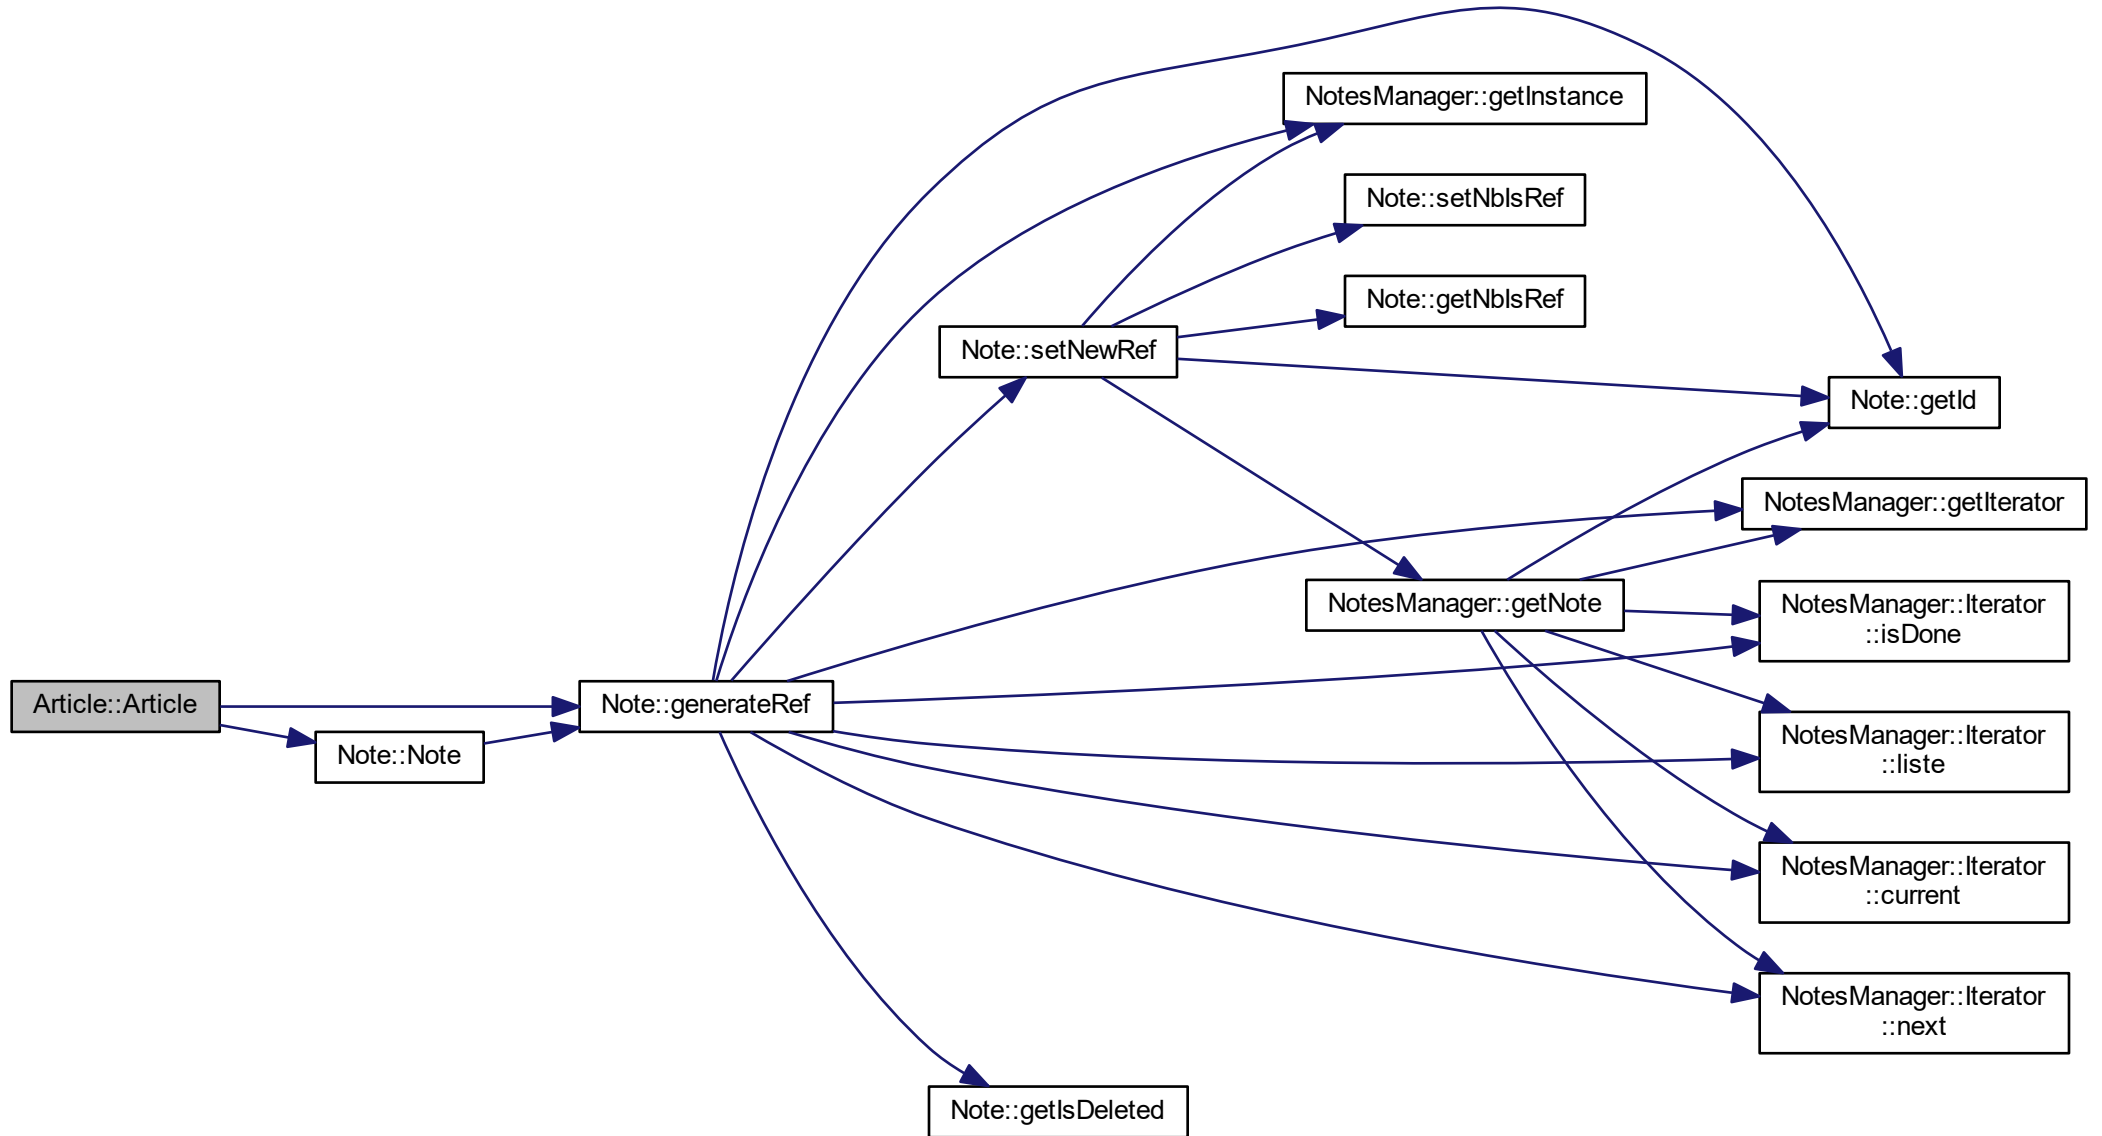 NotesManager::getInstance
Note::setNbIsRef
Note::getNbIsRef
Note::setNewRef
Note::getId
NotesManager::getIterator
NotesManager::getNote
NotesManager::Iterator
::isDone
Article::Article
Note::generateRef
Note::Note
NotesManager::Iterator
::liste
NotesManager::Iterator
::current
NotesManager::Iterator
::next
Note::getIsDeleted